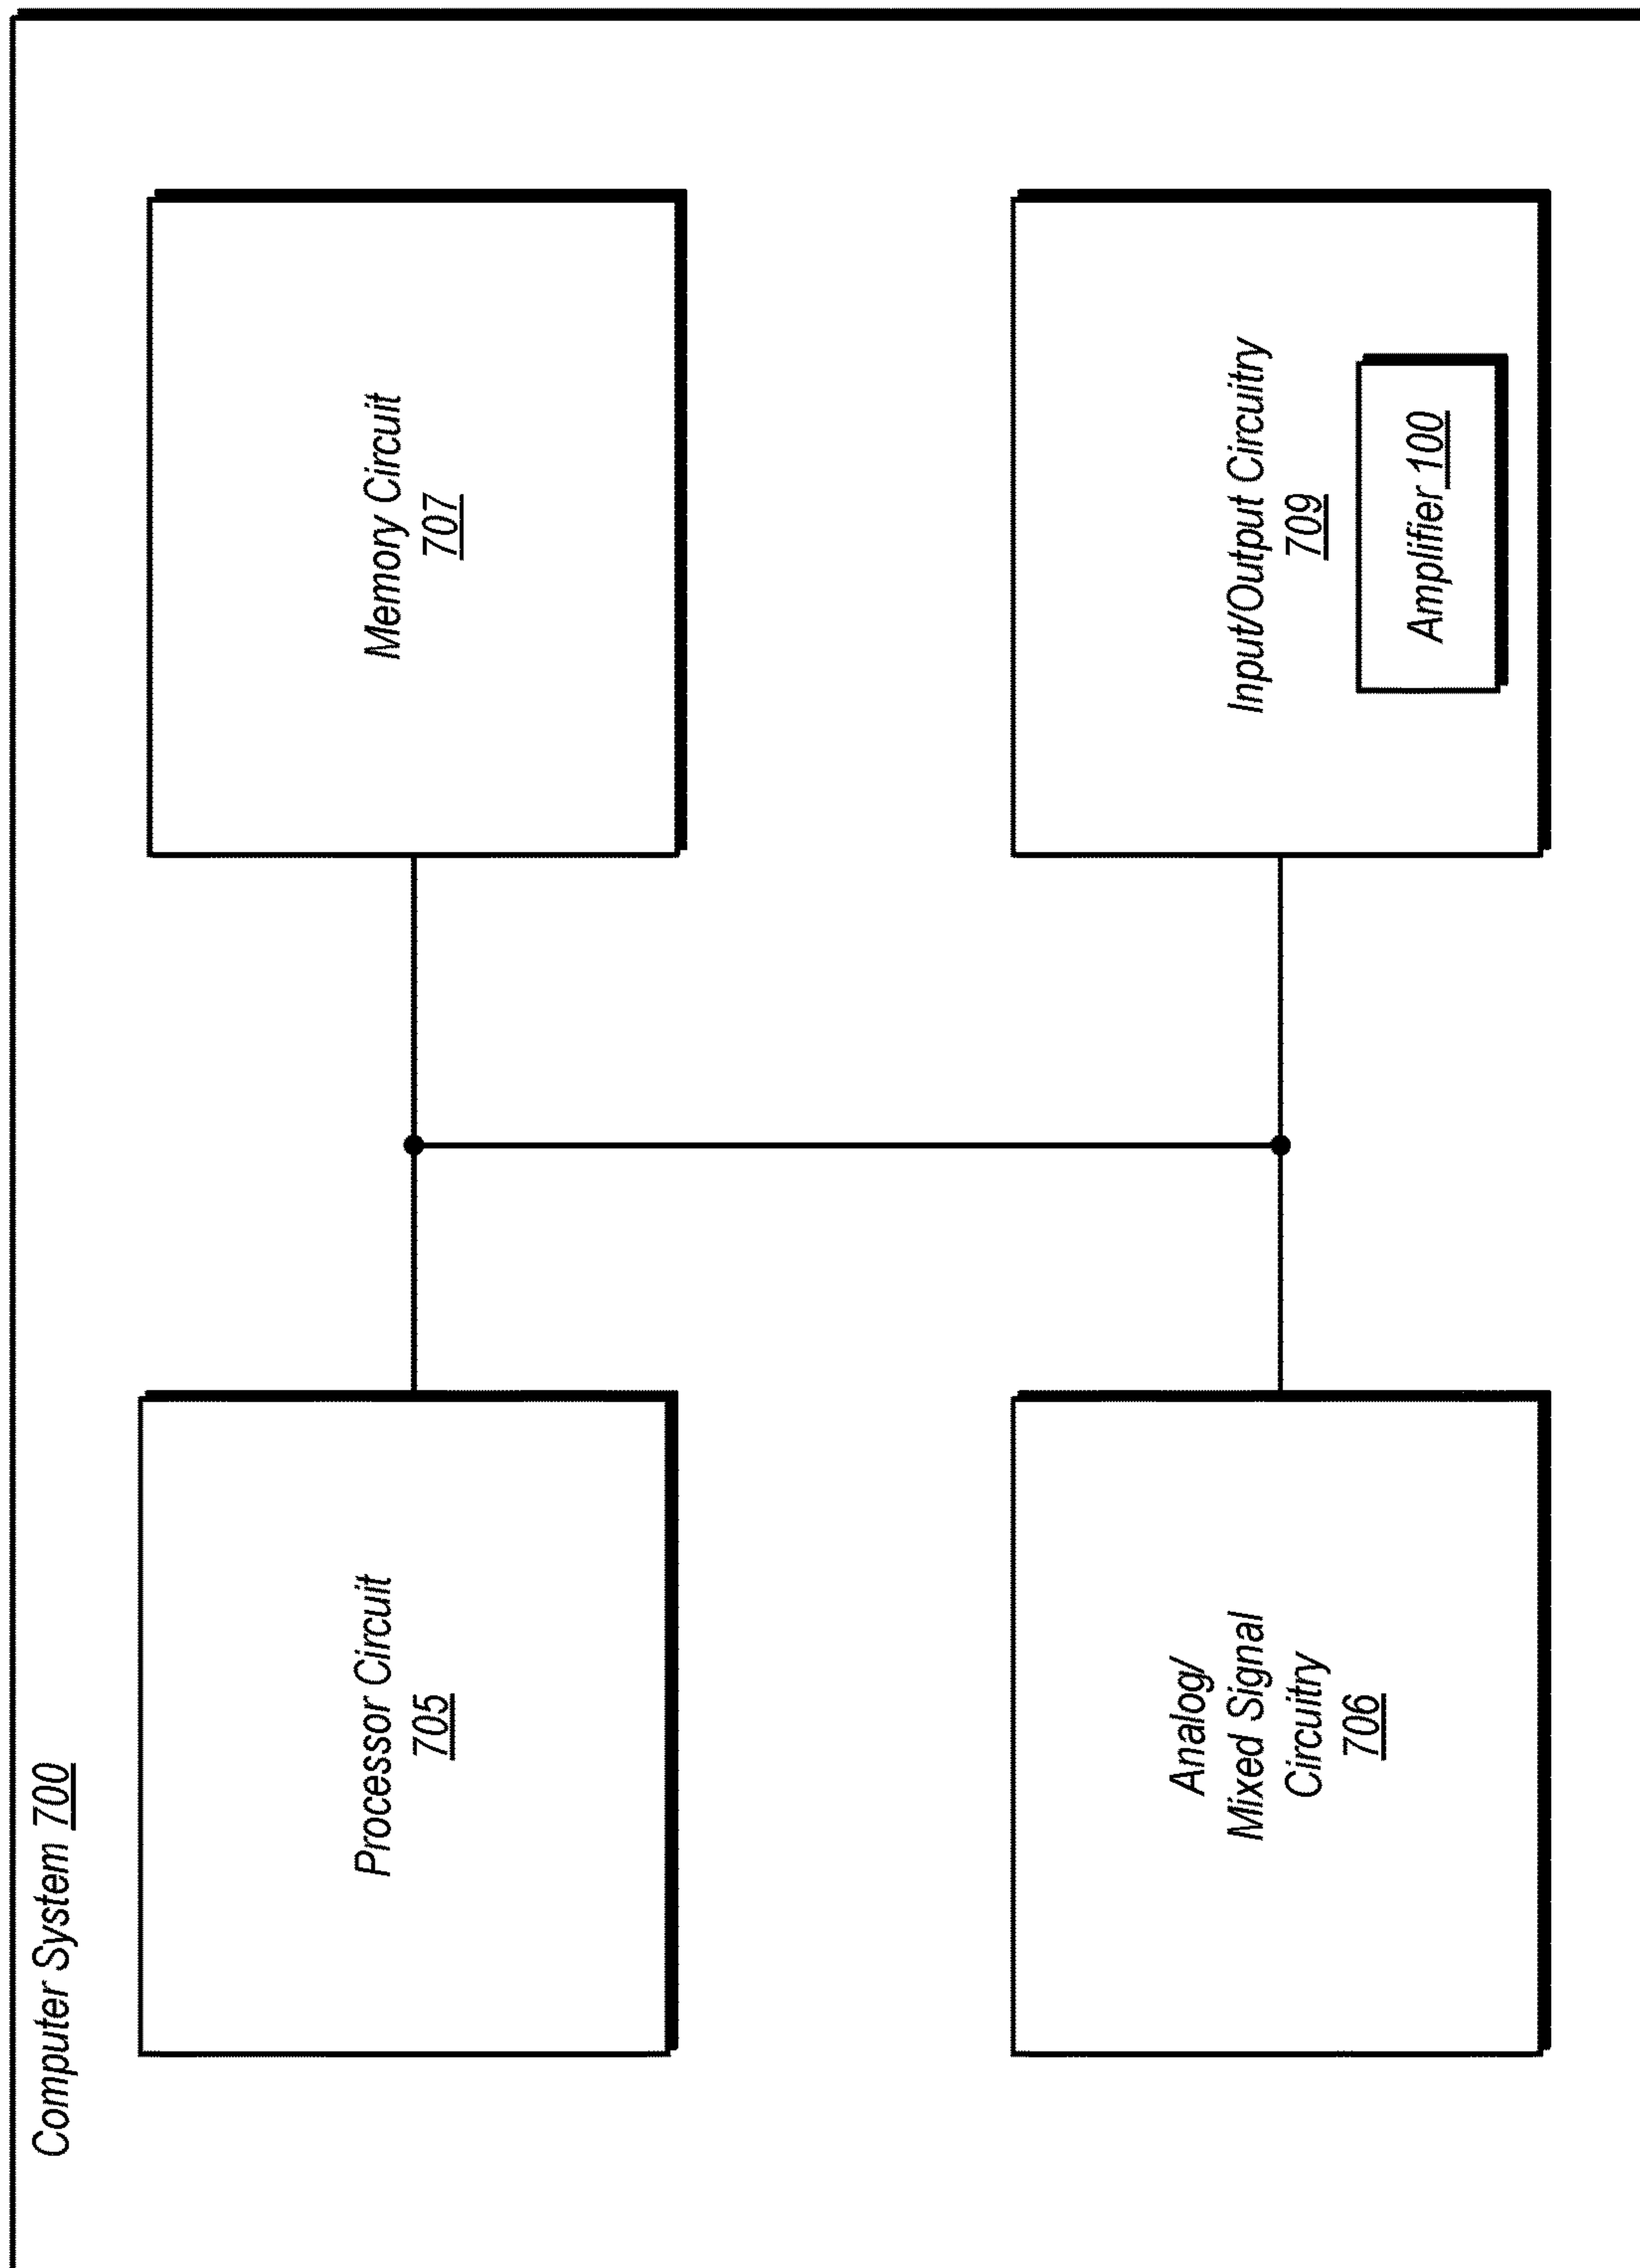 Computer System 700
Processor Circuit
705
Memory Circuit
707
Analog/
Mixed Signal
Circuitry
706
Input/Output Circuitry
709
Amplifier 100